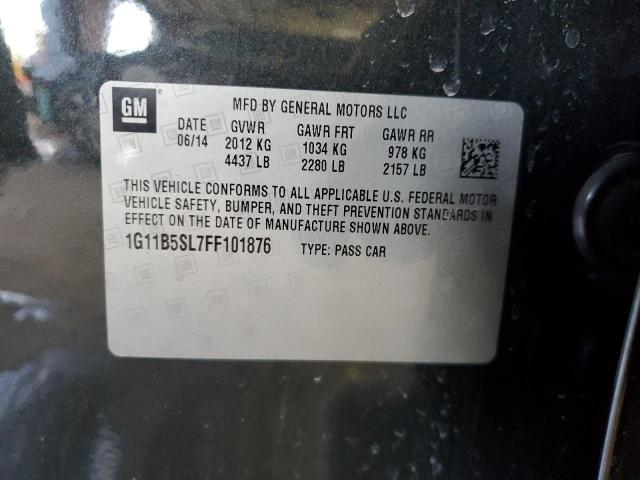 GM
MFD BY GENERAL MOTORS LLC
DATE GVWR GAWR FRT GAWR RR
06/14 2012 KG 1034 KG 978 KG
4437 LB 2280 LB 2157 LB
THIS VEHICLE CONFORMS TO ALL APPLICABLE U.S. FEDERAL MOTOR
VEHICLE SAFETY, BUMPER, AND THEFT PREVENTION STANDARDS IN
EFFECT ON THE DATE OF MANUFACTURE SHOWN ABOVE.
1G11B5SL7FF101876 TYPE: PASS CAR